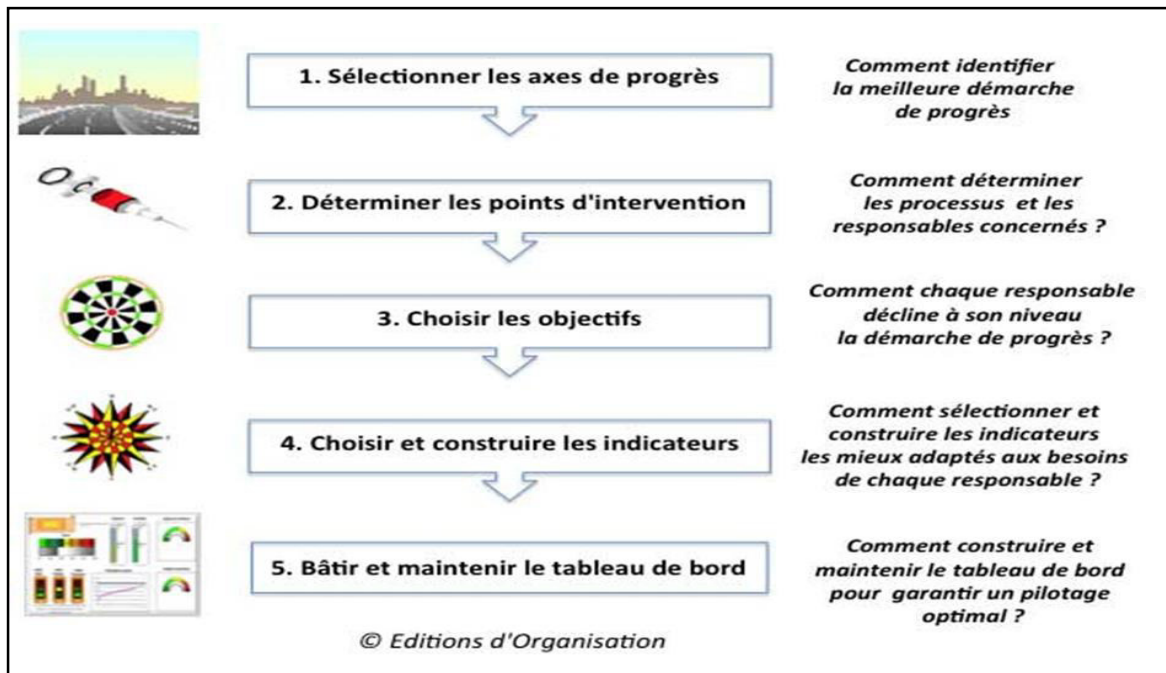 1. Sélectionner les axes de progrès
Comment identifier
la meilleure démarche
de progrès
2. Déterminer les points d'intervention
Comment déterminer
les processus et les
responsables concernés ?
3. Choisir les objectifs
Comment chaque responsable
décline à son niveau
la démarche de progrès ?
4. Choisir et construire les indicateurs
Comment sélectionner et
construire les indicateurs
les mieux adaptés aux besoins
de chaque responsable ?
5. Bâtir et maintenir le tableau de bord
Comment construire et
maintenir le tableau de bord
pour garantir un pilotage
optimal ?
© Editions d'Organisation